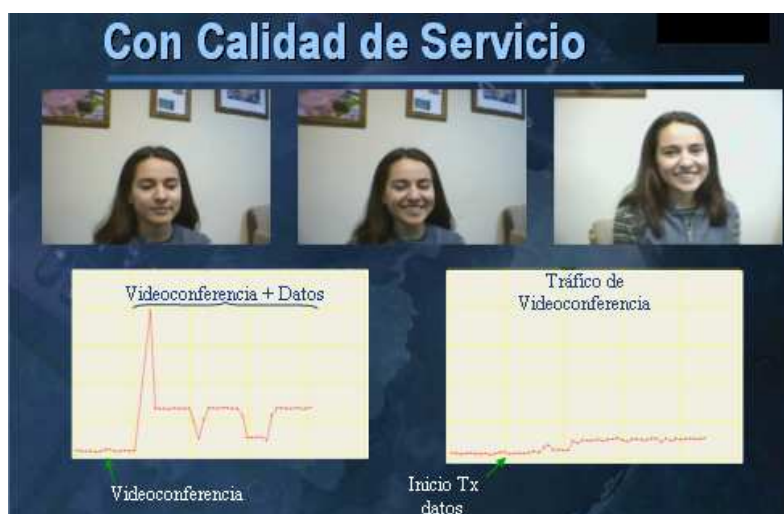 Con Calidad de Servicio
Videoconferencia + Datos
Tráfico de
Videoconferencia
Videoconferencia
Inicio Tx
datos